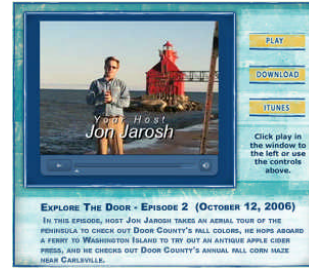 Your Host
Jon Jarosh
PLAY
DOWNLOAD
ITUNES
Click play in
the window to
the left or use
the controls
above.
EXPLORE THE DOOR - EPISODE 2 (OCTOBER 12, 2006)
IN THIS EPISODE, HOST JON JAROSH TAKES AN AERIAL TOUR OF THE
PENINSULA TO CHECK OUT DOOR COUNTY'S FALL COLORS, HE HOPS ABOARD
A FERRY TO WASHINGTON ISLAND TO TRY OUT AN ANTIQUE APPLE CIDER
PRESS, AND HE CHECKS OUT DOOR COUNTY'S ANNUAL FALL CORN MAZE
NEAR CARLSVILLE.